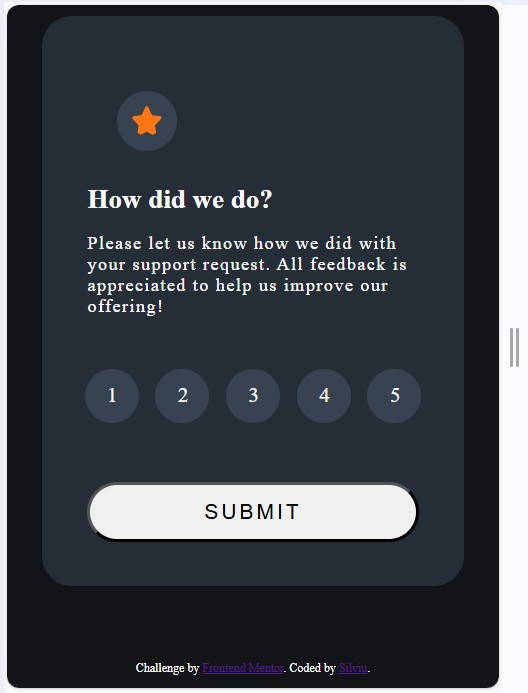 How did we do?
Please let us know how we did with
your support request. All feedback is
appreciated to help us improve our
offering!
1 2 3 4 5
SUBMIT
Challenge by Frontend Mentor. Coded by Silviu.